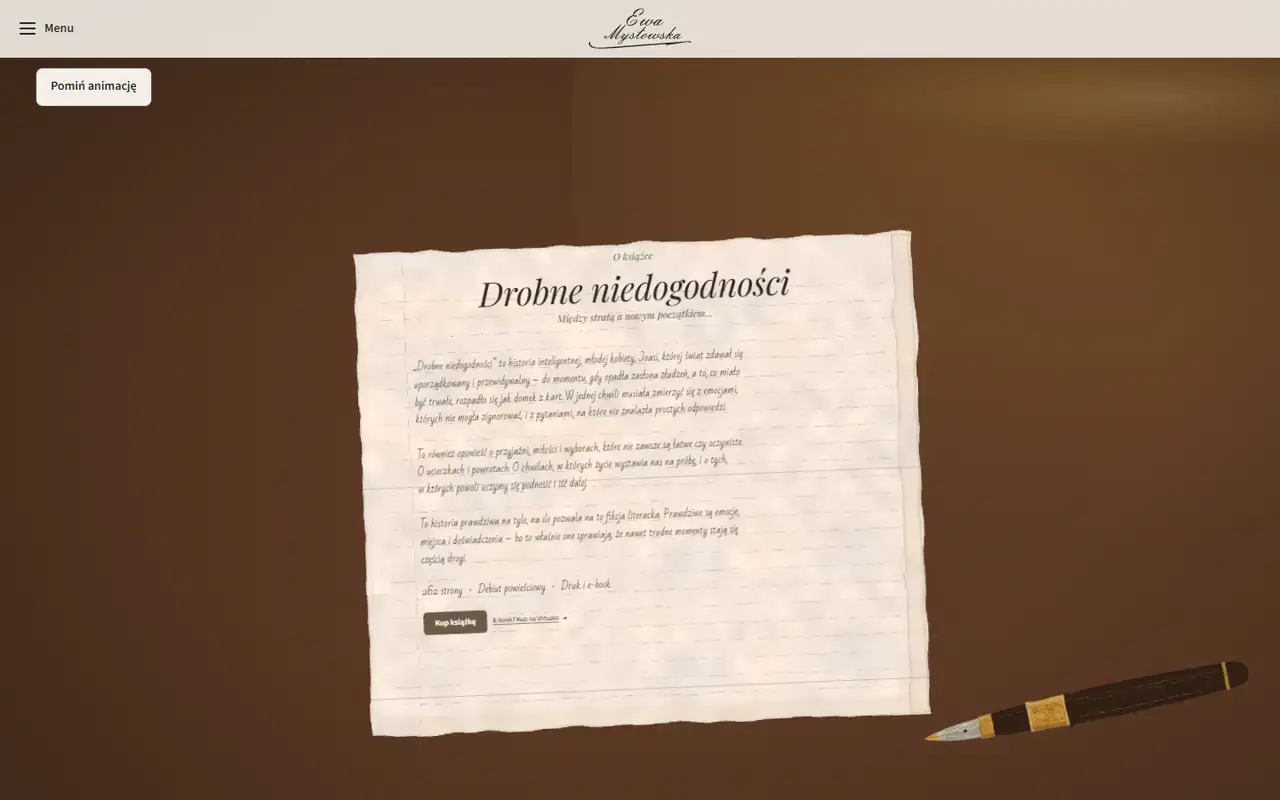 Menu
Ewa
Mysłowska
Pomiń animację
O książce
Drobne niedogodności
Między stratą a nowym początkiem...
„Drobne niedogodności” to historia inteligentnej, młodej kobiety, Joasi, której świat zdawał się
uporządkowany i przewidywalny – do momentu, gdy opadła zasłona złudzeń, a to, co miało
być trwałe, rozpadło się jak domek z kart. W jednej chwili musiała zmierzyć się z emocjami,
których nie mogła zignorować, i z pytaniami, na które nie znalazła prostych odpowiedzi.
To również opowieść o przyjaźni, miłości i wyborach, które nie zawsze są łatwe czy oczywiste.
O ucieczkach i powrotach. O chwilach, w których życie wystawia nas na próbę, i o tych,
w których powoli uczymy się podnosić i iść dalej.
To historia prawdziwa na tyle, na ile pozwala na to fikcja literacka. Prawdziwe są emocje,
miejsca i doświadczenia – bo to właśnie one sprawiają, że nawet trudne momenty stają się
częścią drogi.
262 strony · Debiut powieściowy · Druk i e-book
Kup książkę
E-book? Kup na Virtualo →